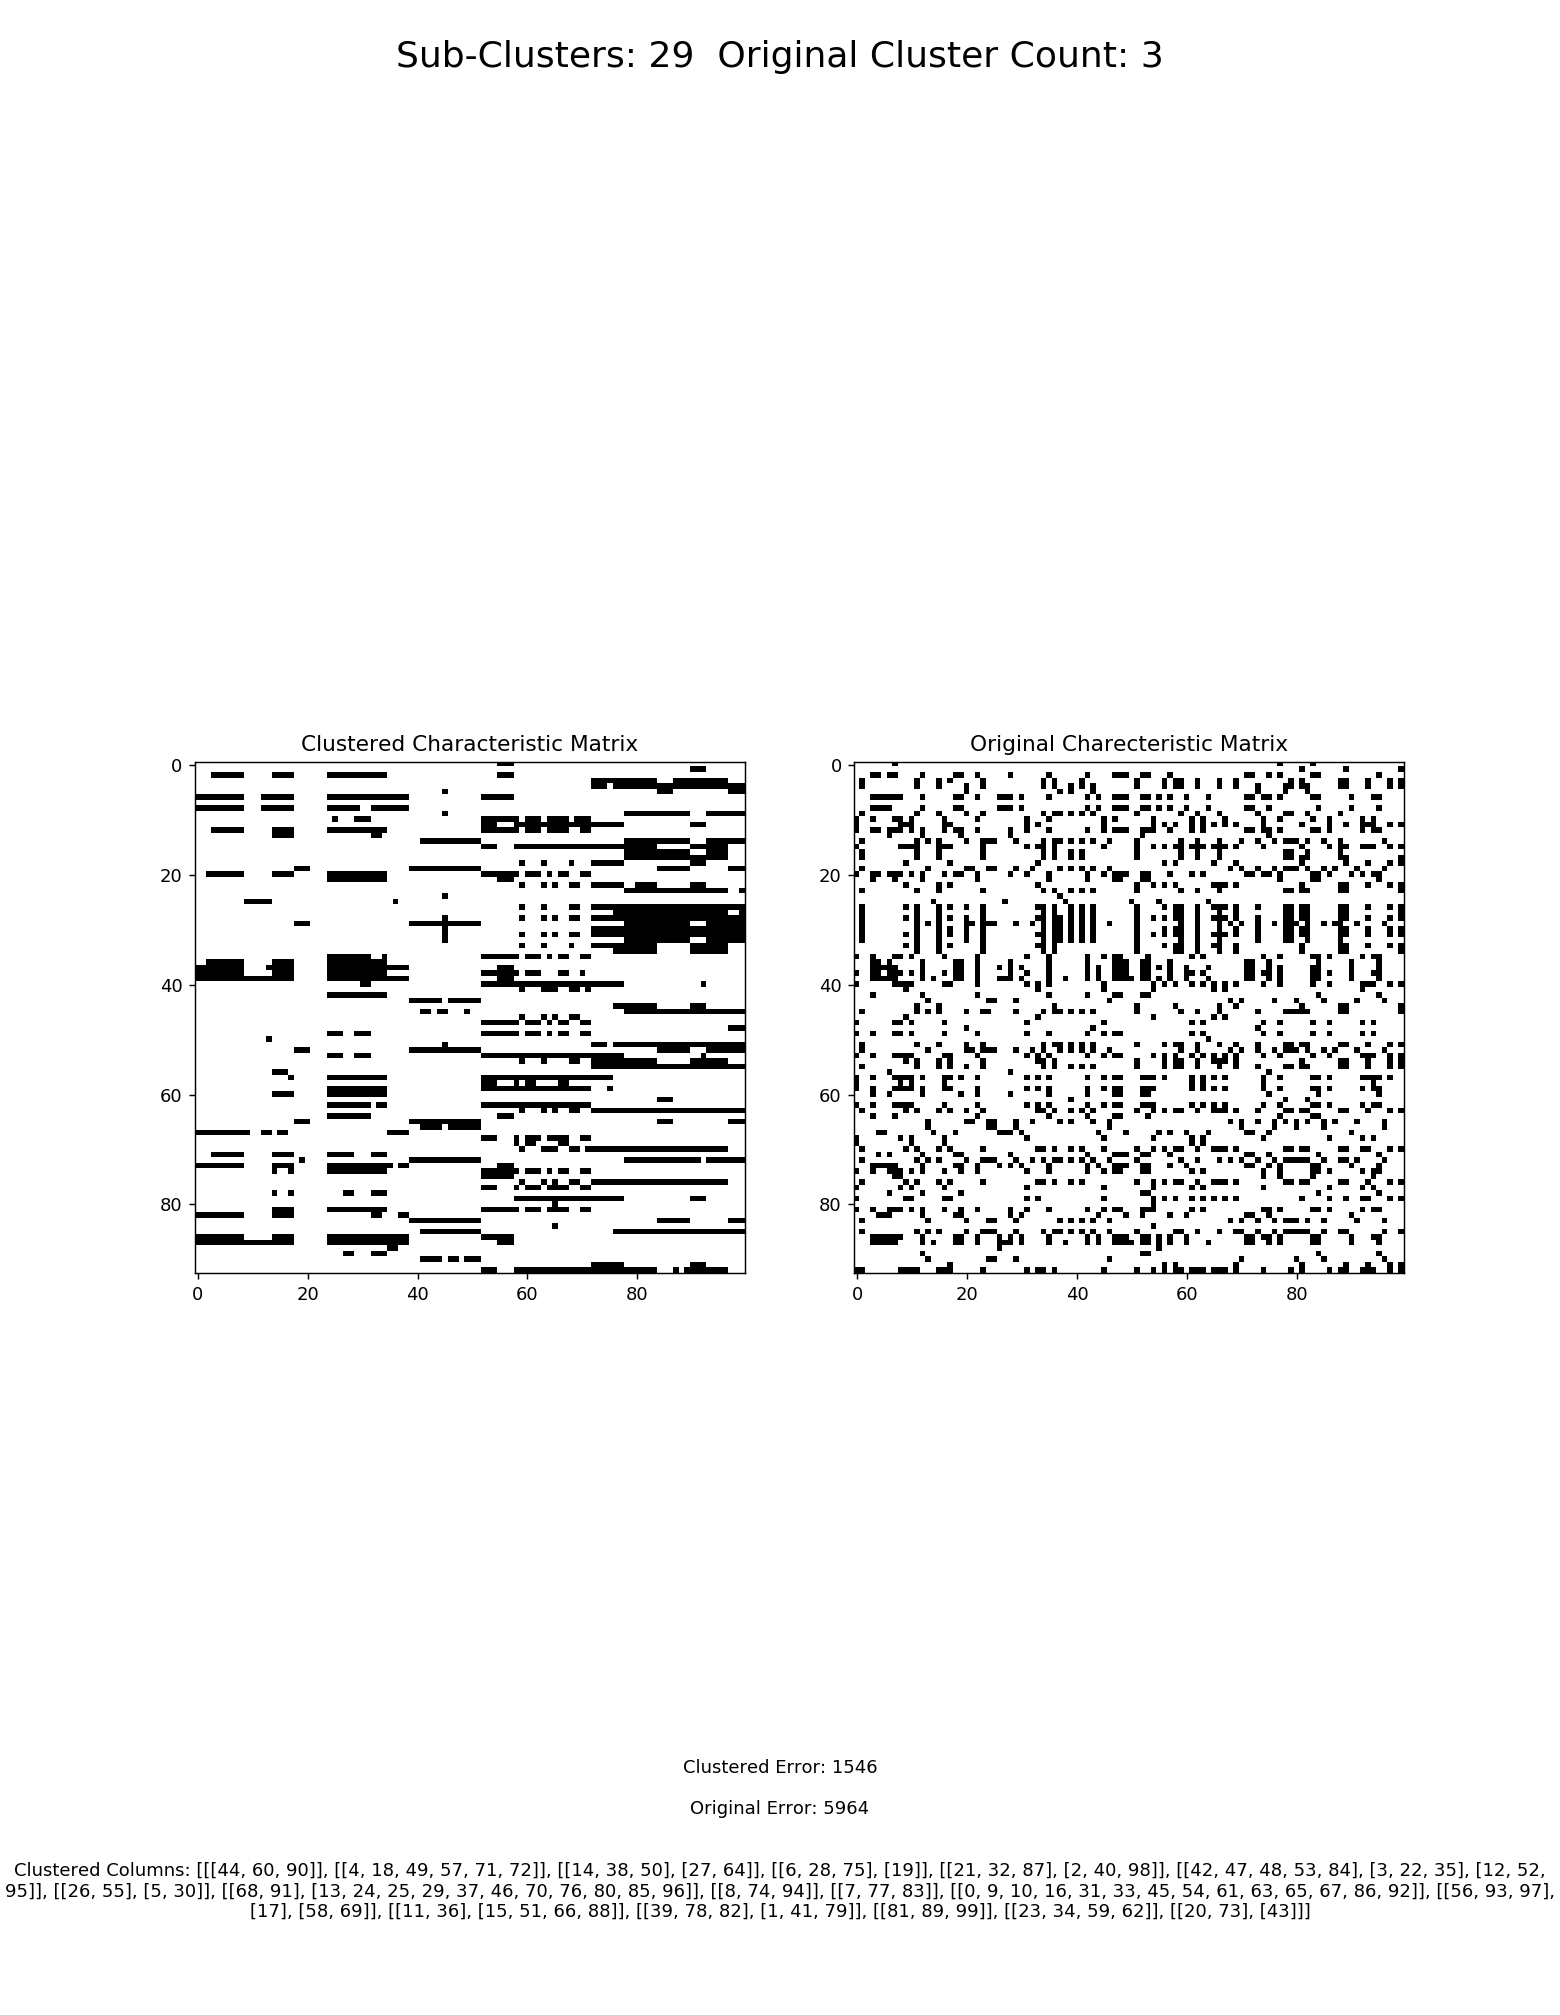 Sub-Clusters: 29  Original Cluster Count: 3
Clustered Characteristic Matrix
Original Charecteristic Matrix
0
20
40
60
80
0
20
40
60
80
0
20
40
60
80
0
20
40
60
80
Clustered Error: 1546
Original Error: 5964
Clustered Columns: [[[44, 60, 90]], [[4, 18, 49, 57, 71, 72]], [[14, 38, 50], [27, 64]], [[6, 28, 75], [19]], [[21, 32, 87], [2, 40, 98]], [[42, 47, 48, 53, 84], [3, 22, 35], [12, 52,
95]], [[26, 55], [5, 30]], [[68, 91], [13, 24, 25, 29, 37, 46, 70, 76, 80, 85, 96]], [[8, 74, 94]], [[7, 77, 83]], [[0, 9, 10, 16, 31, 33, 45, 54, 61, 63, 65, 67, 86, 92]], [[56, 93, 97],
[17], [58, 69]], [[11, 36], [15, 51, 66, 88]], [[39, 78, 82], [1, 41, 79]], [[81, 89, 99]], [[23, 34, 59, 62]], [[20, 73], [43]]]